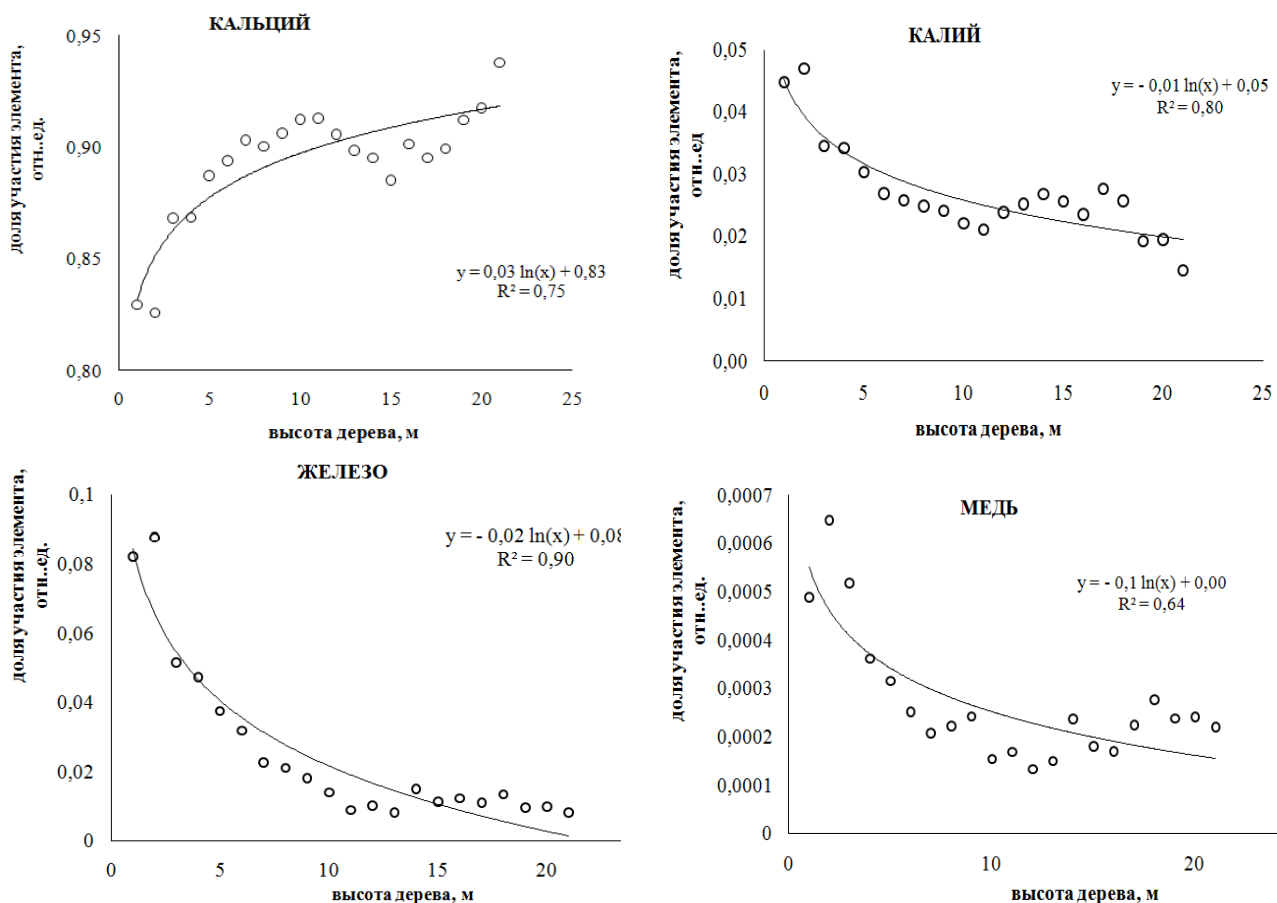 КАЛЬЦИЙ
доля участия элемента,
отн..ед.
0,95
0,90
0,85
0,80
y = 0,03 ln(x) + 0,83
R² = 0,75
0
5
10
15
20
25
высота дерева, м
КАЛИЙ
доля участия элемента,
отн..ед
0,05
0,04
0,03
0,02
0,01
0,00
y = - 0,01 ln(x) + 0,05
R² = 0,80
0
5
10
15
20
25
высота дерева, м
ЖЕЛЕЗО
доля участия элемента,
отн..ед.
0,1
0,08
0,06
0,04
0,02
0
y = - 0,02 ln(x) + 0,08
R² = 0,90
0
5
10
15
20
высота дерева, м
МЕДЬ
доля участия элемента,
отн..ед.
0,0007
0,0006
0,0005
0,0004
0,0003
0,0002
0,0001
0
y = - 0,1 ln(x) + 0,00
R² = 0,64
0
10
20
высота дерева, м